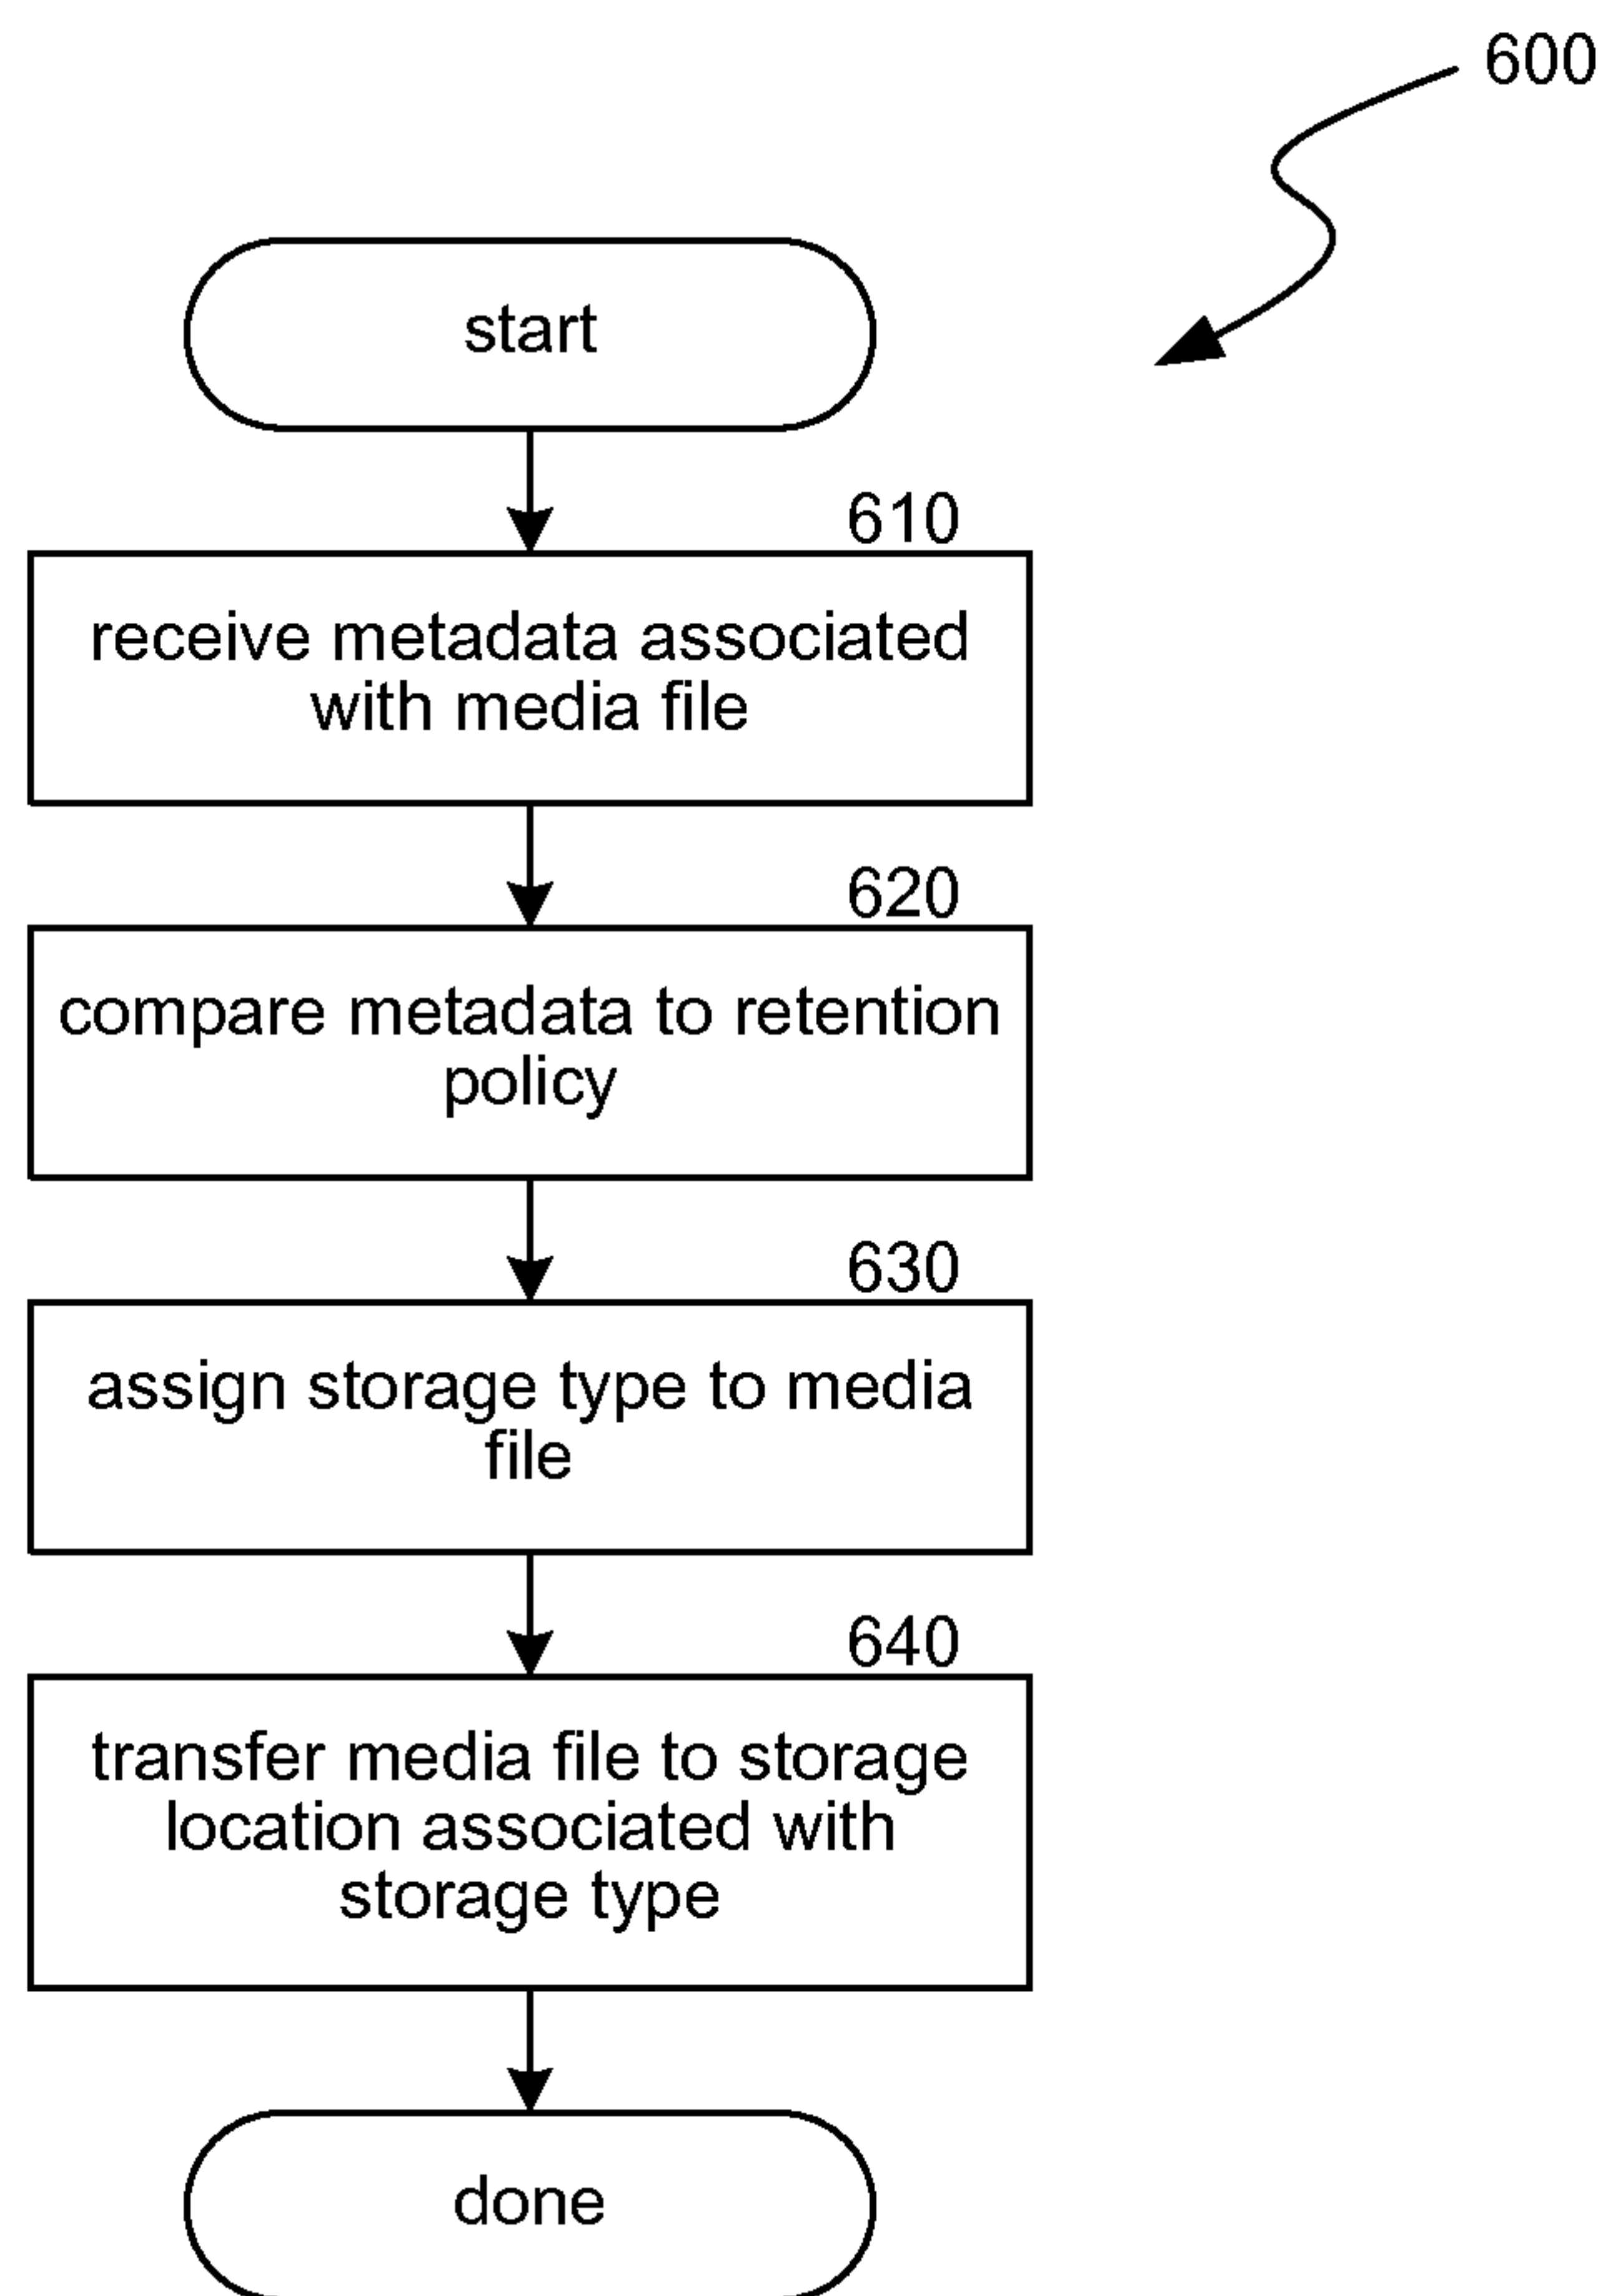 600
start
610
receive metadata associated
with media file
620
compare metadata to retention
policy
630
assign storage type to media
file
640
transfer media file to storage
location associated with
storage type
done